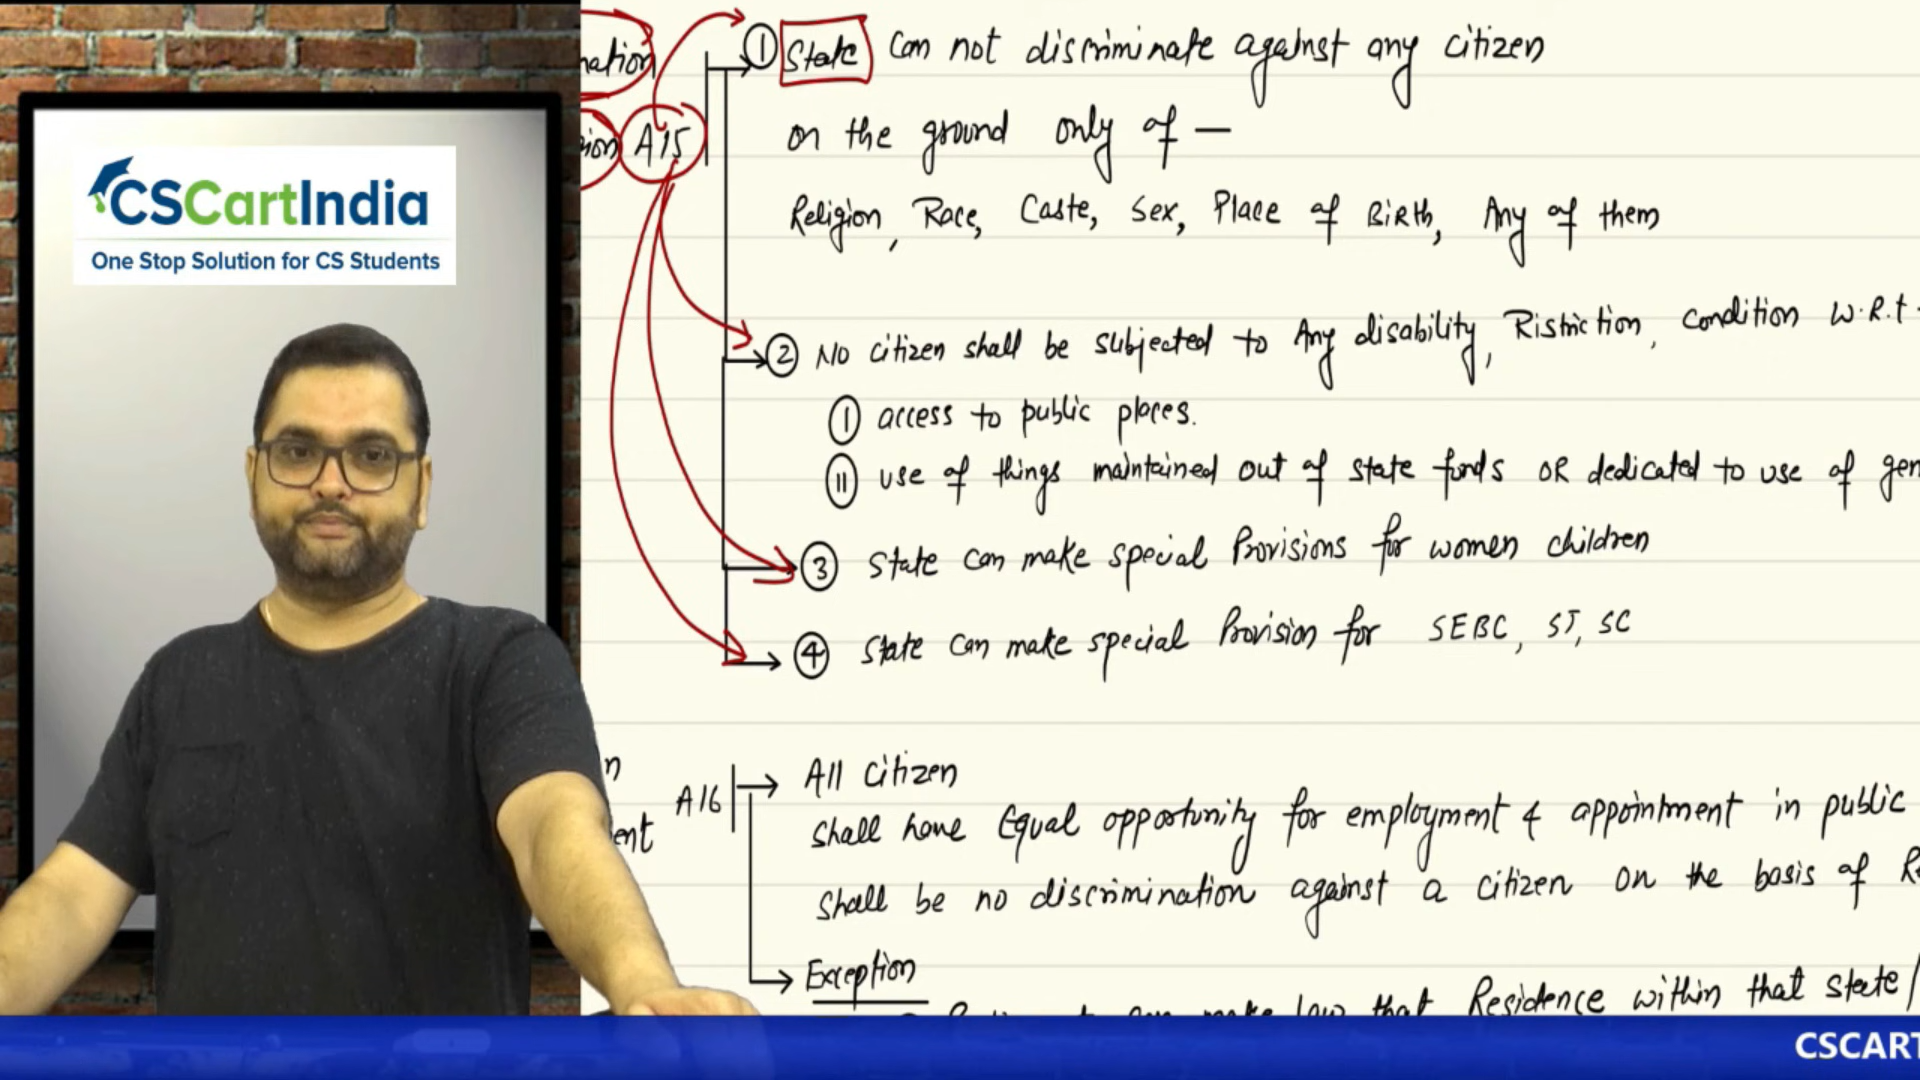 CSCartIndia
One Stop Solution for CS Students
nation
ion A15
① State Can not discriminate against any citizen
on the ground only of —
Religion, Race, Caste, Sex, Place of Birth, Any of them
② No citizen shall be subjected to Any disability, Ristriction, condition W.R.t
Ⓘ access to public places.
Ⓘⓘ use of things maintained out of state funds OR dedicated to use of gen
③ State Can make special Provisions for women children
④ State Can make special Provision for SEBC, ST, SC
n
ent
A16
All Citizen
shall have Equal opportunity for employment & appointment in public
shall be no discrimination against a citizen on the basis of R
Exception
make law that Residence within that state/
CSCART